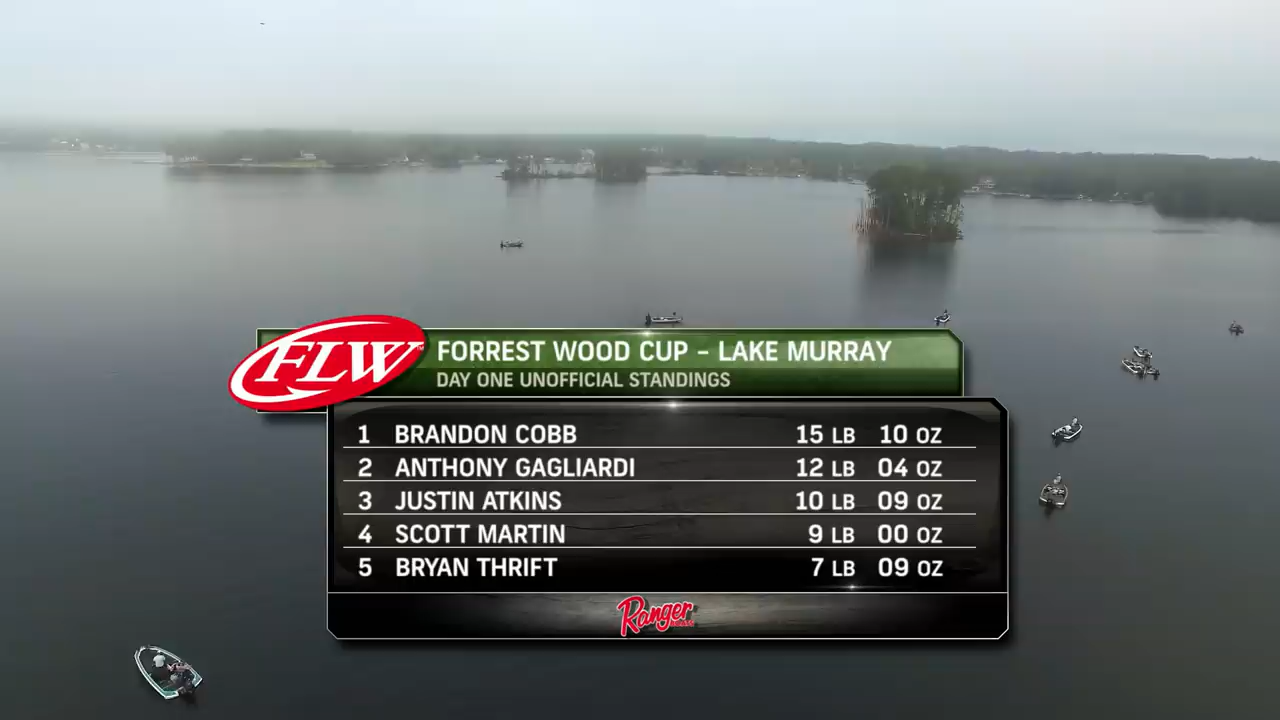 FLW
FORREST WOOD CUP - LAKE MURRAY
DAY ONE UNOFFICIAL STANDINGS
1 BRANDON COBB 15 LB 10 OZ
2 ANTHONY GAGLIARDI 12 LB 04 OZ
3 JUSTIN ATKINS 10 LB 09 OZ
4 SCOTT MARTIN 9 LB 00 OZ
5 BRYAN THRIFT 7 LB 09 OZ
Ranger